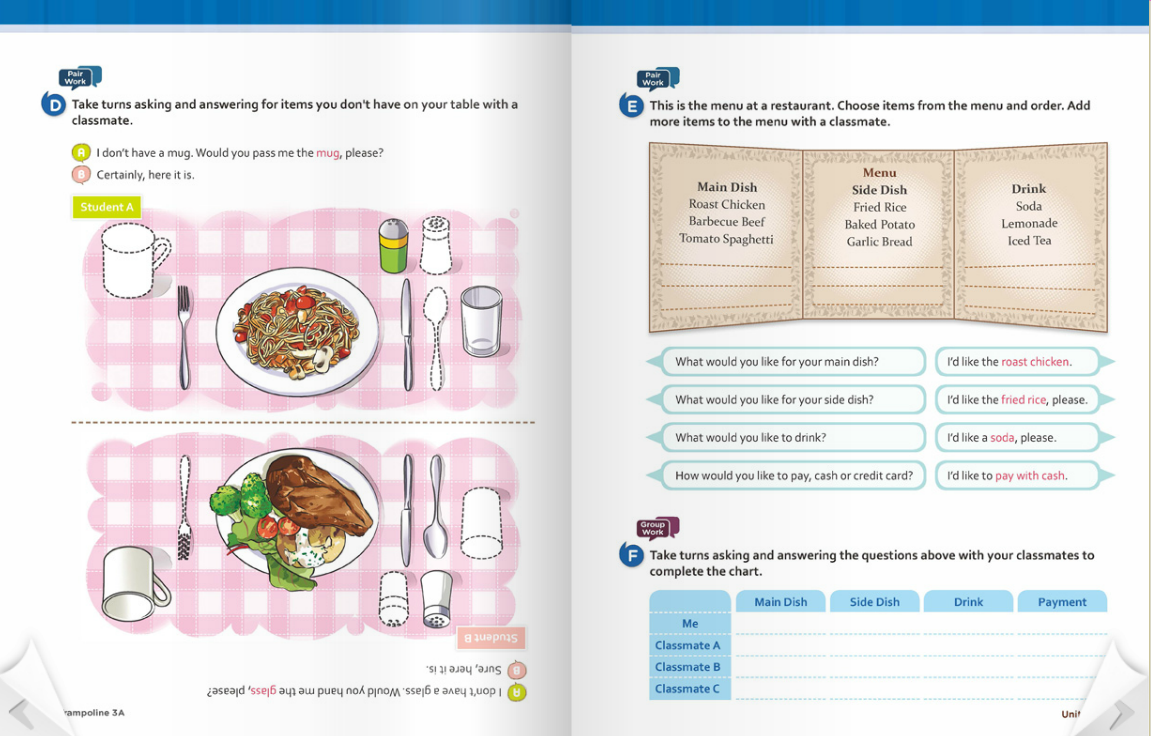 Pair
Work
D
Take turns asking and answering for items you don't have on your table with a
classmate.
A I don't have a mug. Would you pass me the mug, please?
B Certainly, here it is.
Student A
Student B
B Sure, here it is.
A I don't have a glass. Would you hand me the glass, please?
rampoline 3A
Pair
Work
E
This is the menu at a restaurant. Choose items from the menu and order. Add
more items to the menu with a classmate.
Main Dish
Roast Chicken
Barbecue Beef
Tomato Spaghetti
Menu
Side Dish
Fried Rice
Baked Potato
Garlic Bread
Drink
Soda
Lemonade
Iced Tea
What would you like for your main dish?
I'd like the roast chicken.
What would you like for your side dish?
I'd like the fried rice, please.
What would you like to drink?
I'd like a soda, please.
How would you like to pay, cash or credit card?
I'd like to pay with cash.
Group
Work
F
Take turns asking and answering the questions above with your classmates to
complete the chart.
Main Dish Side Dish Drink Payment
Me
Classmate A
Classmate B
Classmate C
Unit